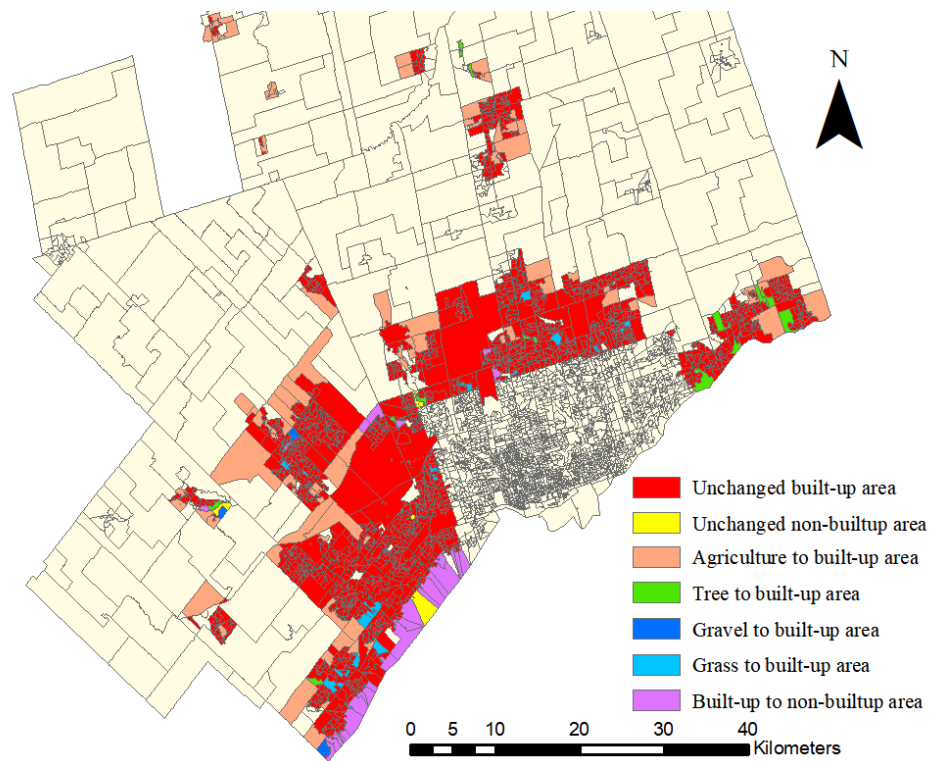 N
Unchanged built-up area
Unchanged non-builtup area
Agriculture to built-up area
Tree to built-up area
Gravel to built-up area
Grass to built-up area
Built-up to non-builtup area
0 5 10 20 30 40
Kilometers